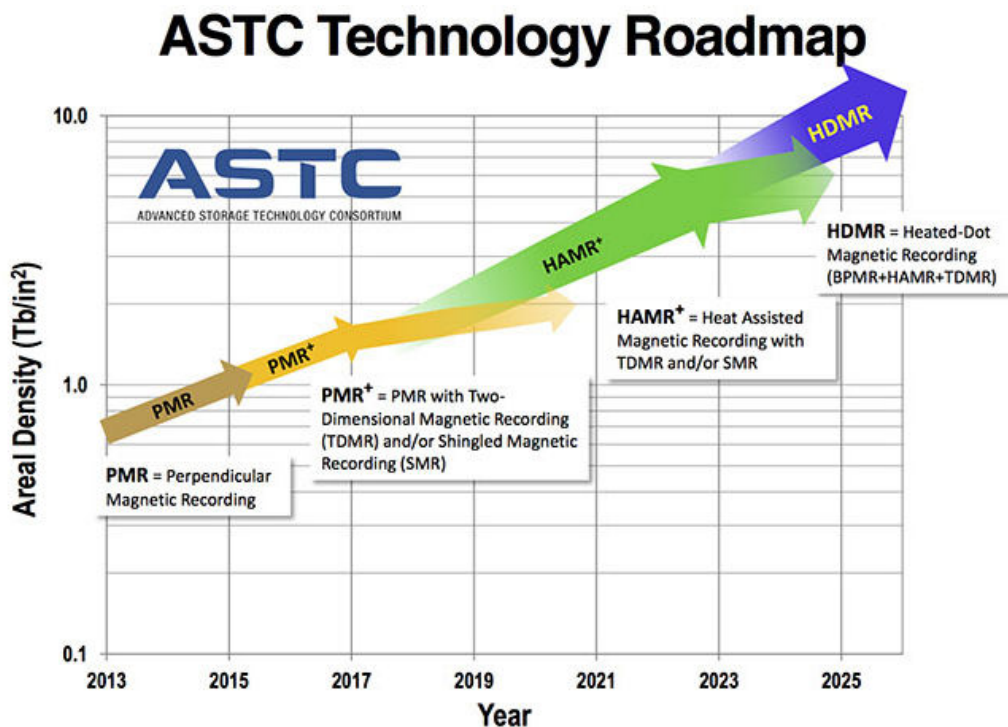 ASTC Technology Roadmap
10.0
1.0
0.1
Areal Density (Tb/in²)
ASTC
ADVANCED STORAGE TECHNOLOGY CONSORTIUM
HDMR
HAMR⁺
PMR⁺
PMR
HDMR = Heated-Dot
Magnetic Recording
(BPMR+HAMR+TDMR)
HAMR⁺ = Heat Assisted
Magnetic Recording with
TDMR and/or SMR
PMR⁺ = PMR with Two-
Dimensional Magnetic Recording
(TDMR) and/or Shingled Magnetic
Recording (SMR)
PMR = Perpendicular
Magnetic Recording
2013 2015 2017 2019 2021 2023 2025
Year